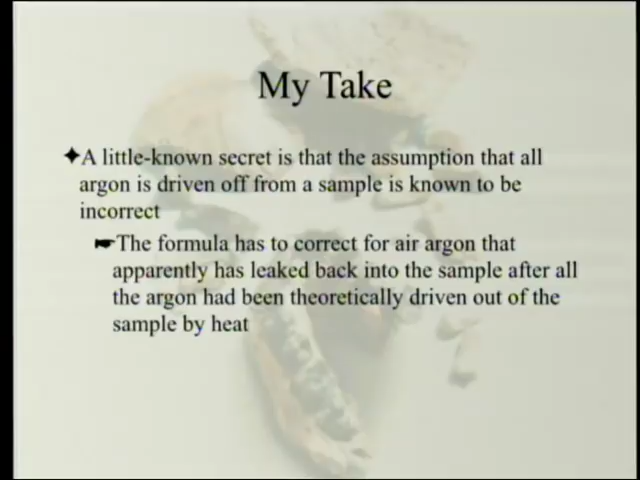 My Take
A little-known secret is that the assumption that all
argon is driven off from a sample is known to be
incorrect
The formula has to correct for air argon that
apparently has leaked back into the sample after all
the argon had been theoretically driven out of the
sample by heat